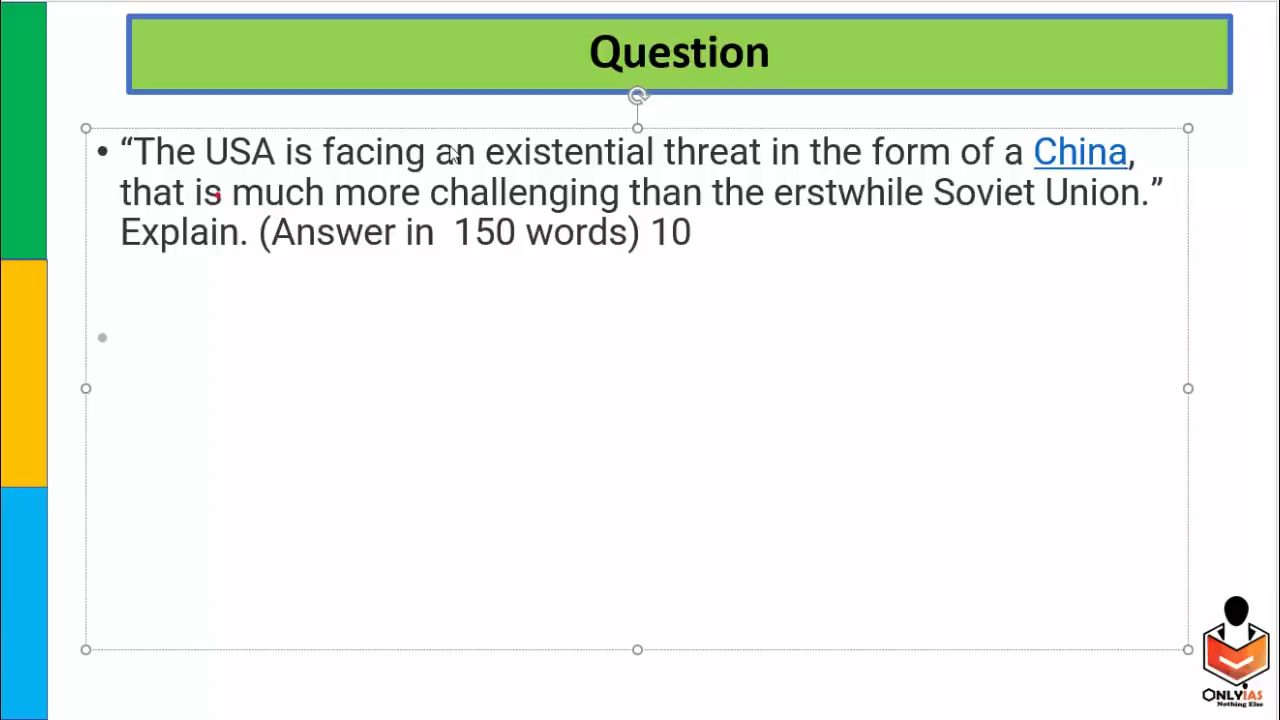 Question
• “The USA is facing an existential threat in the form of a China,
that is much more challenging than the erstwhile Soviet Union.”
Explain. (Answer in 150 words) 10
ONLYIAS
Nothing Else